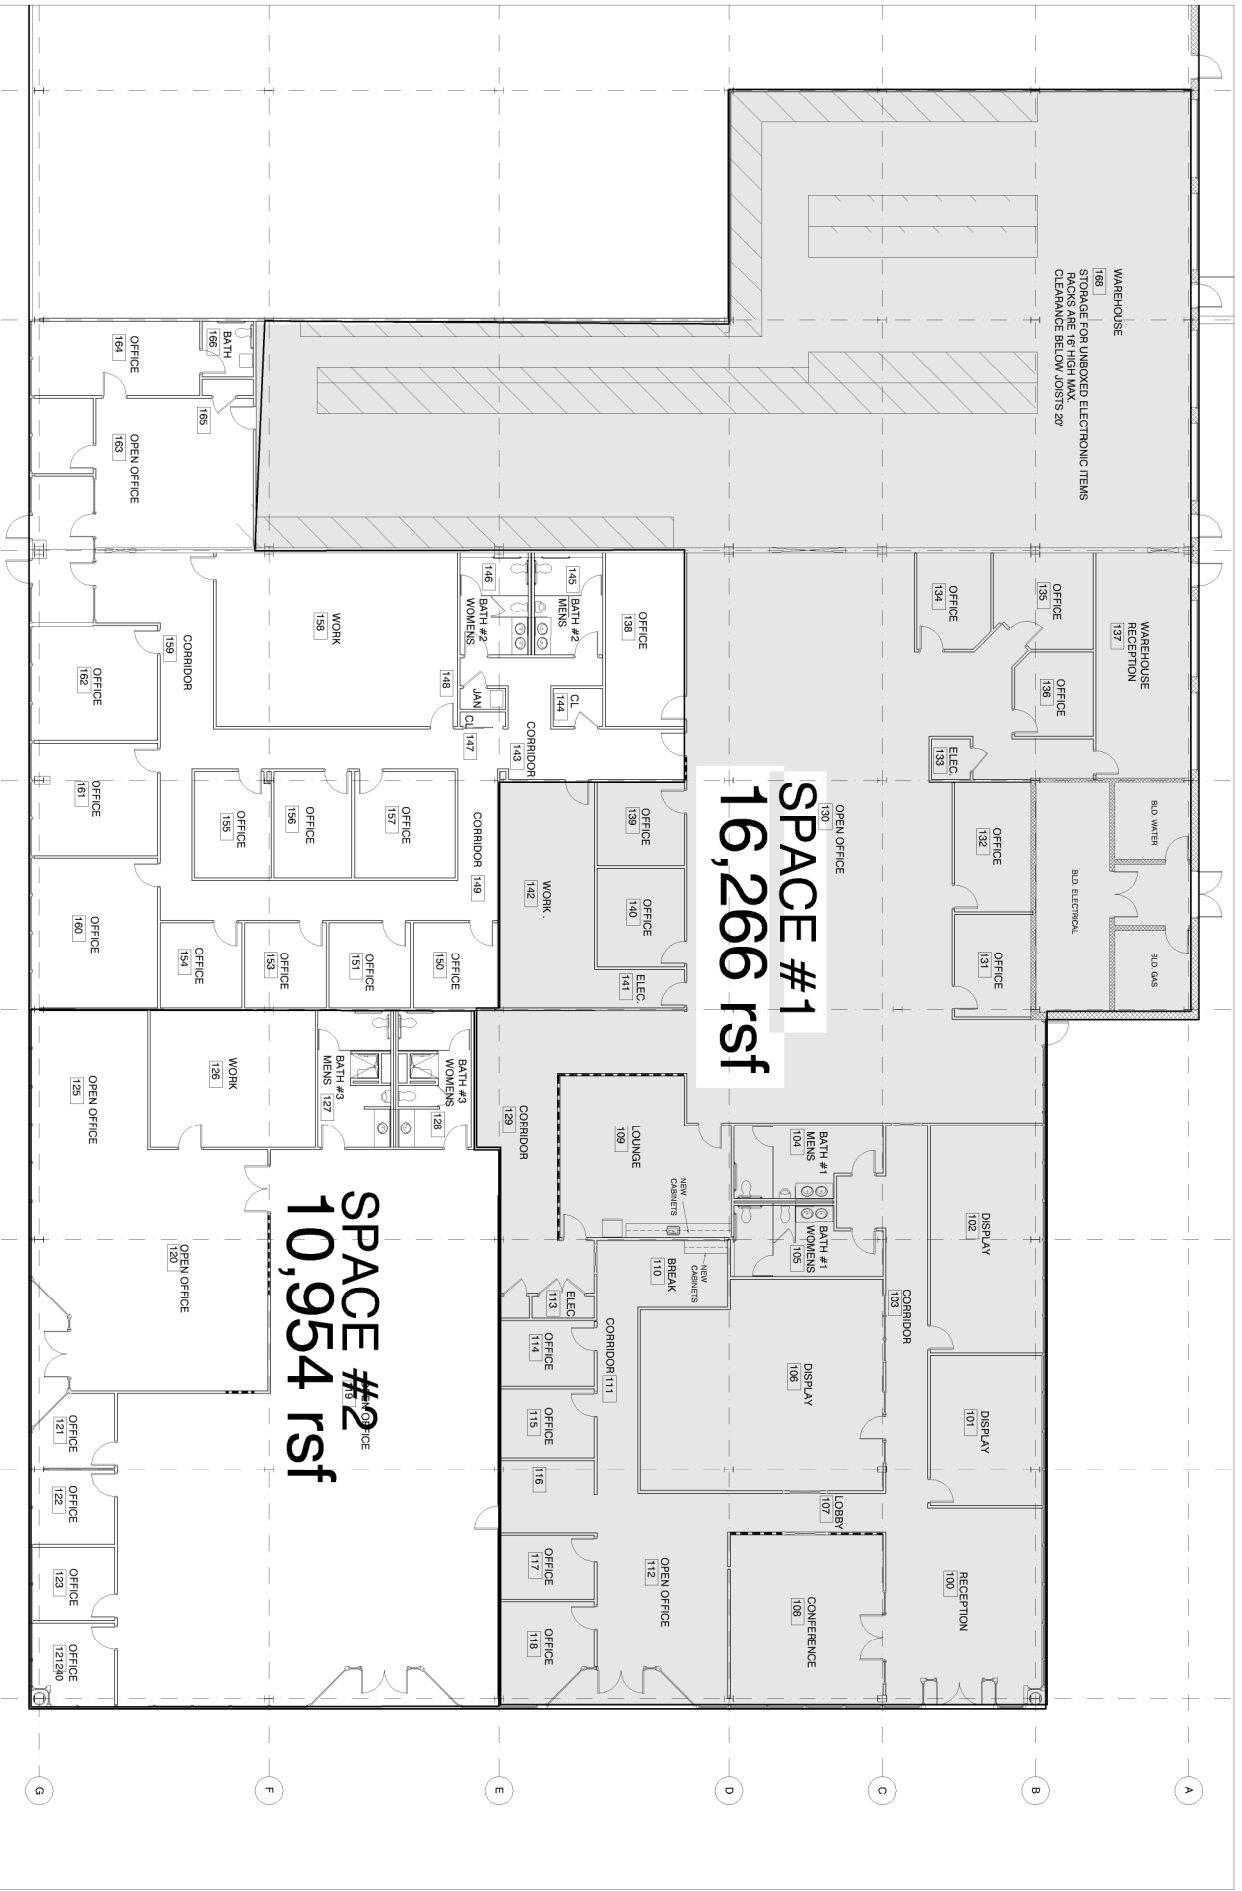 WAREHOUSE
168
STORAGE FOR UNBOXED ELECTRONIC ITEMS
RACKS ARE 16' HIGH MAX.
CLEARANCE BELOW JOISTS 20'
OFFICE
164
BATH
166
165
OPEN OFFICE
163
OFFICE
134
OFFICE
135
WAREHOUSE
RECEPTION
137
OFFICE
136
ELEC.
133
146
BATH #2
WOMENS
145
BATH #2
MENS
OFFICE
138
WORK
158
CORRIDOR
159
148
JAN
CL
147
CL
144
CORRIDOR
143
OFFICE
162
OFFICE
161
OFFICE
160
OFFICE
155
OFFICE
156
OFFICE
157
CORRIDOR
149
OFFICE
154
OFFICE
153
OFFICE
151
OFFICE
150
WORK .
142
OFFICE
139
OFFICE
140
ELEC.
141
SPACE #1
16,266 rsf
OPEN OFFICE
130
OFFICE
132
OFFICE
131
BLD. WATER
BLD. ELECTRICAL
BLD. GAS
OPEN OFFICE
125
WORK
126
BATH #3
MENS
127
BATH #3
WOMENS
128
CORRIDOR
129
LOUNGE
109
NEW
CABINETS
BATH #1
MENS
104
BATH #1
WOMENS
105
DISPLAY
102
CORRIDOR
103
BREAK
110
NEW
CABINETS
ELEC
113
OPEN OFFICE
120
SPACE #2
10,954 rsf
OPEN OFFICE
119
OFFICE
114
CORRIDOR 111
OFFICE
115
116
DISPLAY
106
DISPLAY
101
LOBBY
107
OFFICE
121
OFFICE
122
OFFICE
123
OFFICE
121240
OFFICE
117
OFFICE
118
OPEN OFFICE
112
CONFERENCE
108
RECEPTION
100
G
F
E
D
C
B
A